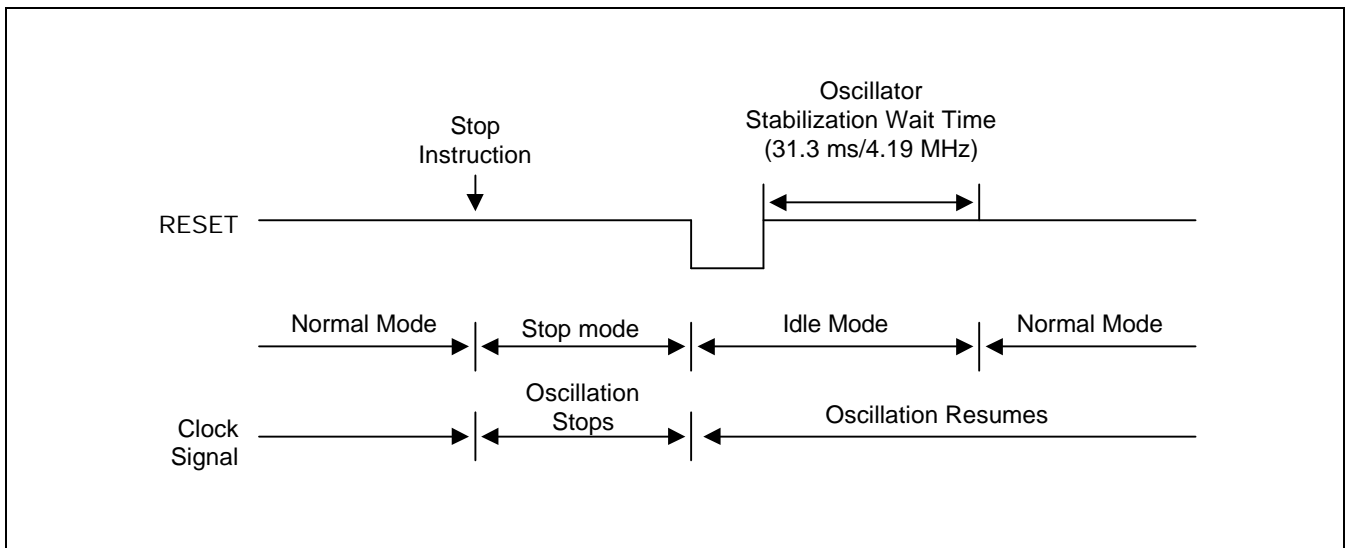 Oscillator
Stabilization Wait Time
(31.3 ms/4.19 MHz)
Stop
Instruction
RESET
Normal Mode
Stop mode
Idle Mode
Normal Mode
Oscillation
Stops
Oscillation Resumes
Clock
Signal